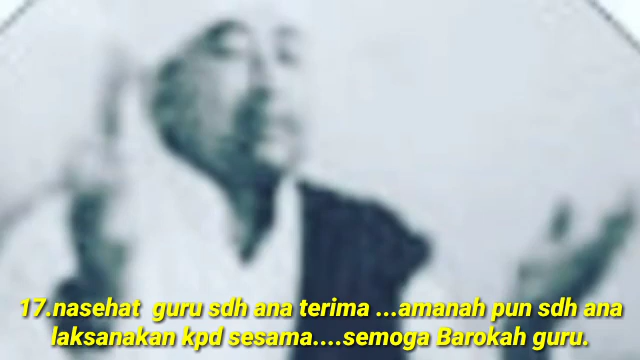 17.nasehat guru sdh ana terima ...amanah pun sdh ana
laksanakan kpd sesama....semoga Barokah guru.